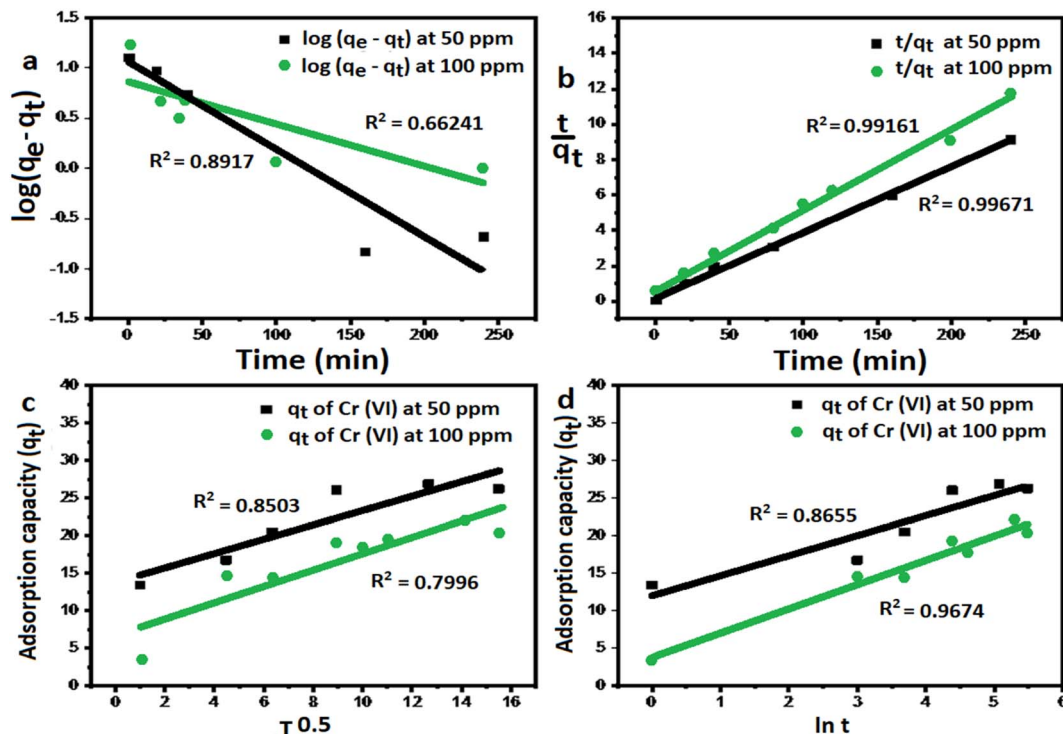 a
log (qe - qt) at 50 ppm
log (qe - qt) at 100 ppm
R² = 0.66241
R² = 0.8917
log(qe - qt)
1.5
1.0
0.5
0.0
-0.5
-1.0
-1.5
0 50 100 150 200 250
Time (min)
b
t/qt at 50 ppm
t/qt at 100 ppm
R² = 0.99161
R² = 0.99671
t
qt
16
14
12
10
8
6
4
2
0
0 50 100 150 200 250
Time (min)
c
qt of Cr (VI) at 50 ppm
qt of Cr (VI) at 100 ppm
R² = 0.8503
R² = 0.7996
Adsorption capacity (qt)
40
35
30
25
20
15
10
5
0
0 2 4 6 8 10 12 14 16
T 0.5
d
qt of Cr (VI) at 50 ppm
qt of Cr (VI) at 100 ppm
R² = 0.8655
R² = 0.9674
Adsorption capacity (qt)
40
35
30
25
20
15
10
5
0
0 1 2 3 4 5 6
ln t